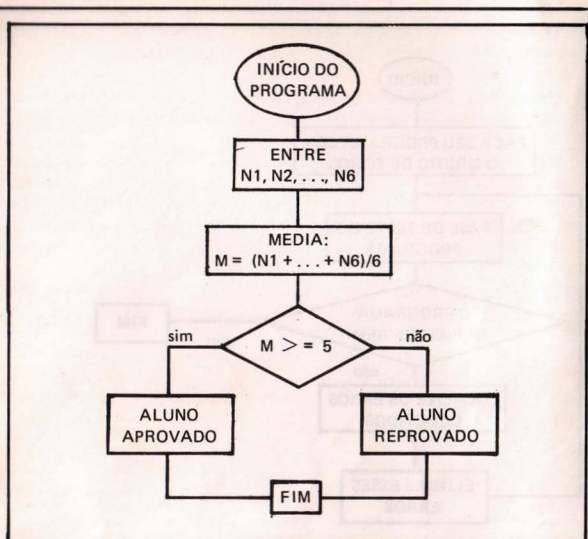 INÍCIO DO
PROGRAMA
ENTRE
N1, N2, . . ., N6
MEDIA:
M = (N1 + . . . + N6)/6
M > = 5
sim
não
ALUNO
APROVADO
ALUNO
REPROVADO
FIM